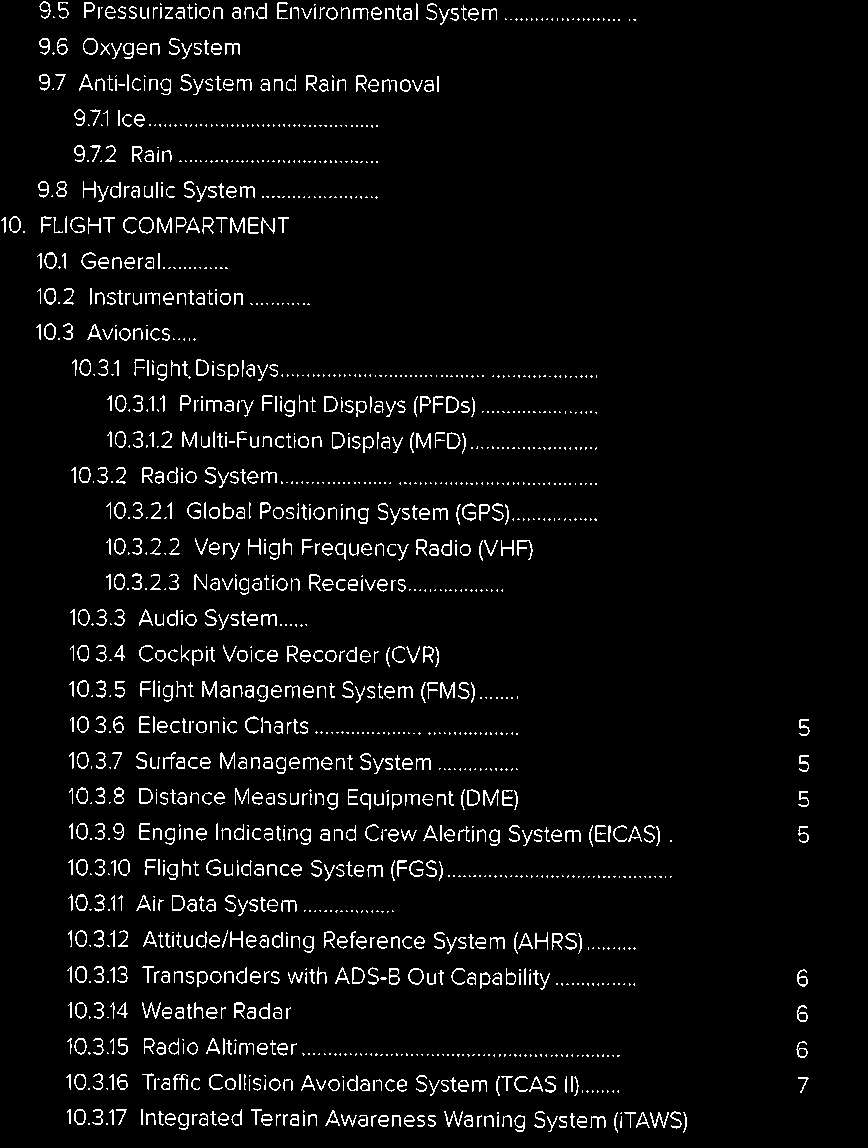 9.5 Pressurization and Environmental System ..........................
9.6 Oxygen System
9.7 Anti-Icing System and Rain Removal
9.7.1 Ice.............................................
9.7.2 Rain.......................................
9.8 Hydraulic System.......................
10. FLIGHT COMPARTMENT
10.1 General.............
10.2 Instrumentation............
10.3 Avionics.....
10.3.1 Flight Displays..............................................................
10.3.1.1 Primary Flight Displays (PFDs).......................
10.3.1.2 Multi-Function Display (MFD).........................
10.3.2 Radio System..............................................................
10.3.2.1 Global Positioning System (GPS).................
10.3.2.2 Very High Frequency Radio (VHF)
10.3.2.3 Navigation Receivers...................
10.3.3 Audio System......
10 3.4 Cockpit Voice Recorder (CVR)
10.3.5 Flight Management System (FMS)........
10 3.6 Electronic Charts........................................ 5
10.3.7 Surface Management System ................ 5
10.3.8 Distance Measuring Equipment (DME) 5
10.3.9 Engine Indicating and Crew Alerting System (EICAS) . 5
10.3.10 Flight Guidance System (FGS)............................................
10.3.11 Air Data System..................
10.3.12 Attitude/Heading Reference System (AHRS)..........
10.3.13 Transponders with ADS-B Out Capability................ 6
10.3.14 Weather Radar 6
10.3.15 Radio Altimeter.............................................................. 6
10.3.16 Traffic Collision Avoidance System (TCAS II)........ 7
10.3.17 Integrated Terrain Awareness Warning System (iTAWS)